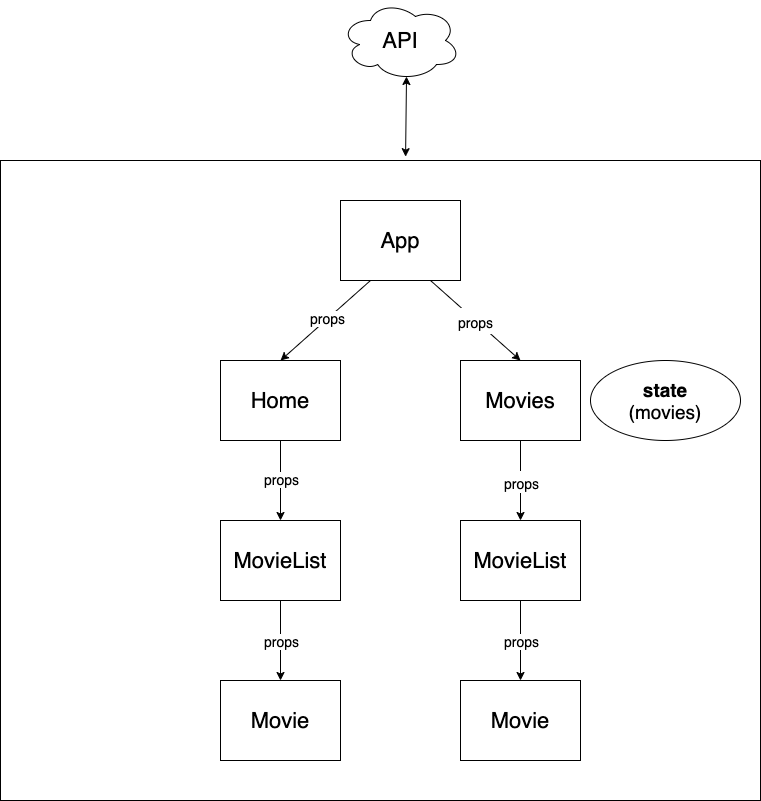 API
App
props
props
Home
Movies
state
(movies)
props
props
MovieList
MovieList
props
props
Movie
Movie